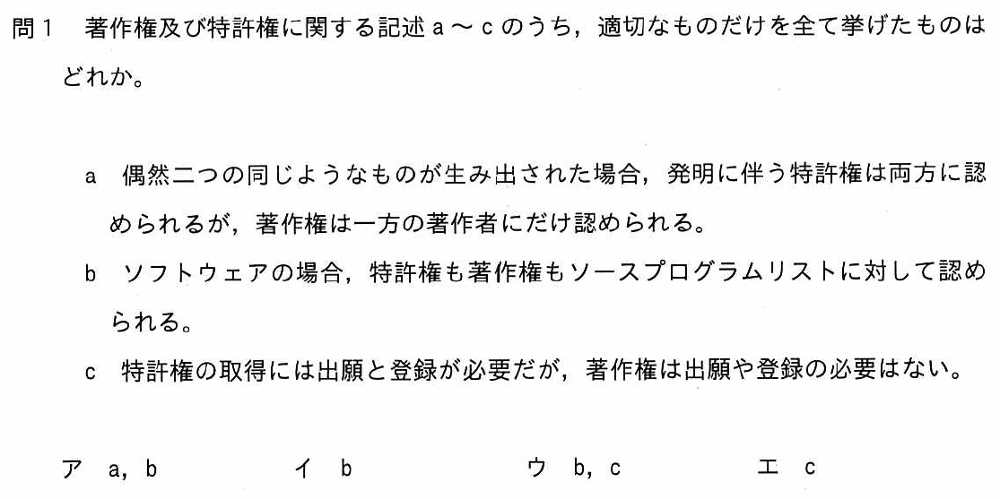 問1　著作権及び特許権に関する記述 a～c のうち，適切なものだけを全て挙げたものは
どれか。
a　偶然二つの同じようなものが生み出された場合，発明に伴う特許権は両方に認
められるが，著作権は一方の著作者にだけ認められる。
b　ソフトウェアの場合，特許権も著作権もソースプログラムリストに対して認め
られる。
c　特許権の取得には出願と登録が必要だが，著作権は出願や登録の必要はない。
ア　a，b　イ　b　ウ　b，c　エ　c